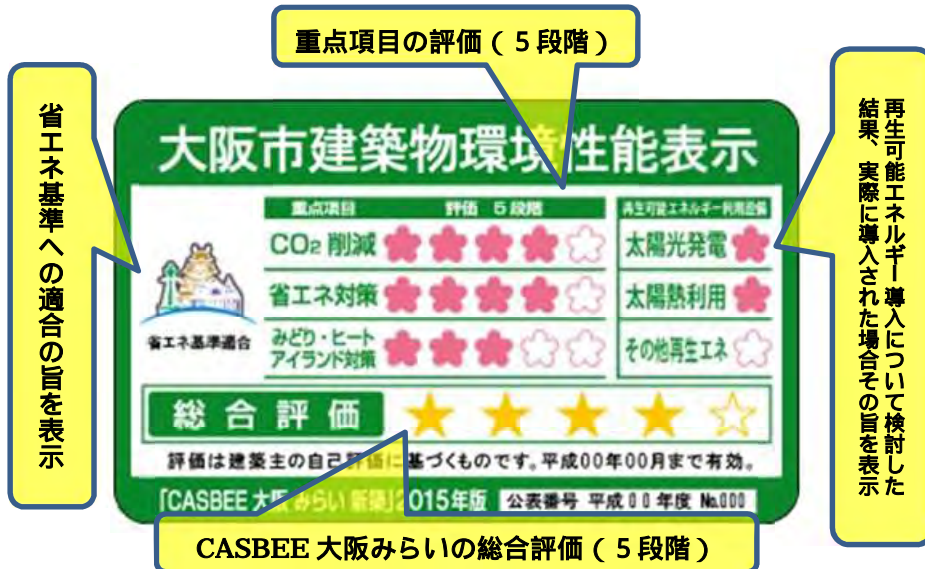 重点項目の評価（５段階）
省エネ基準への適合の旨を表示
再生可能エネルギー導入について検討した
結果、実際に導入された場合その旨を表示
大阪市建築物環境性能表示
重点項目 評価 5段階
CO₂削減
省エネ対策
みどり・ヒート
アイランド対策
省エネ基準適合
再生可能エネルギー利用設備
太陽光発電
太陽熱利用
その他再生エネ
総合評価
評価は建築主の自己評価に基づくものです。平成00年00月まで有効。
「CASBEE大阪みらい新築」2015年版 公表番号 平成00年度 No.000
CASBEE 大阪みらいの総合評価（５段階）